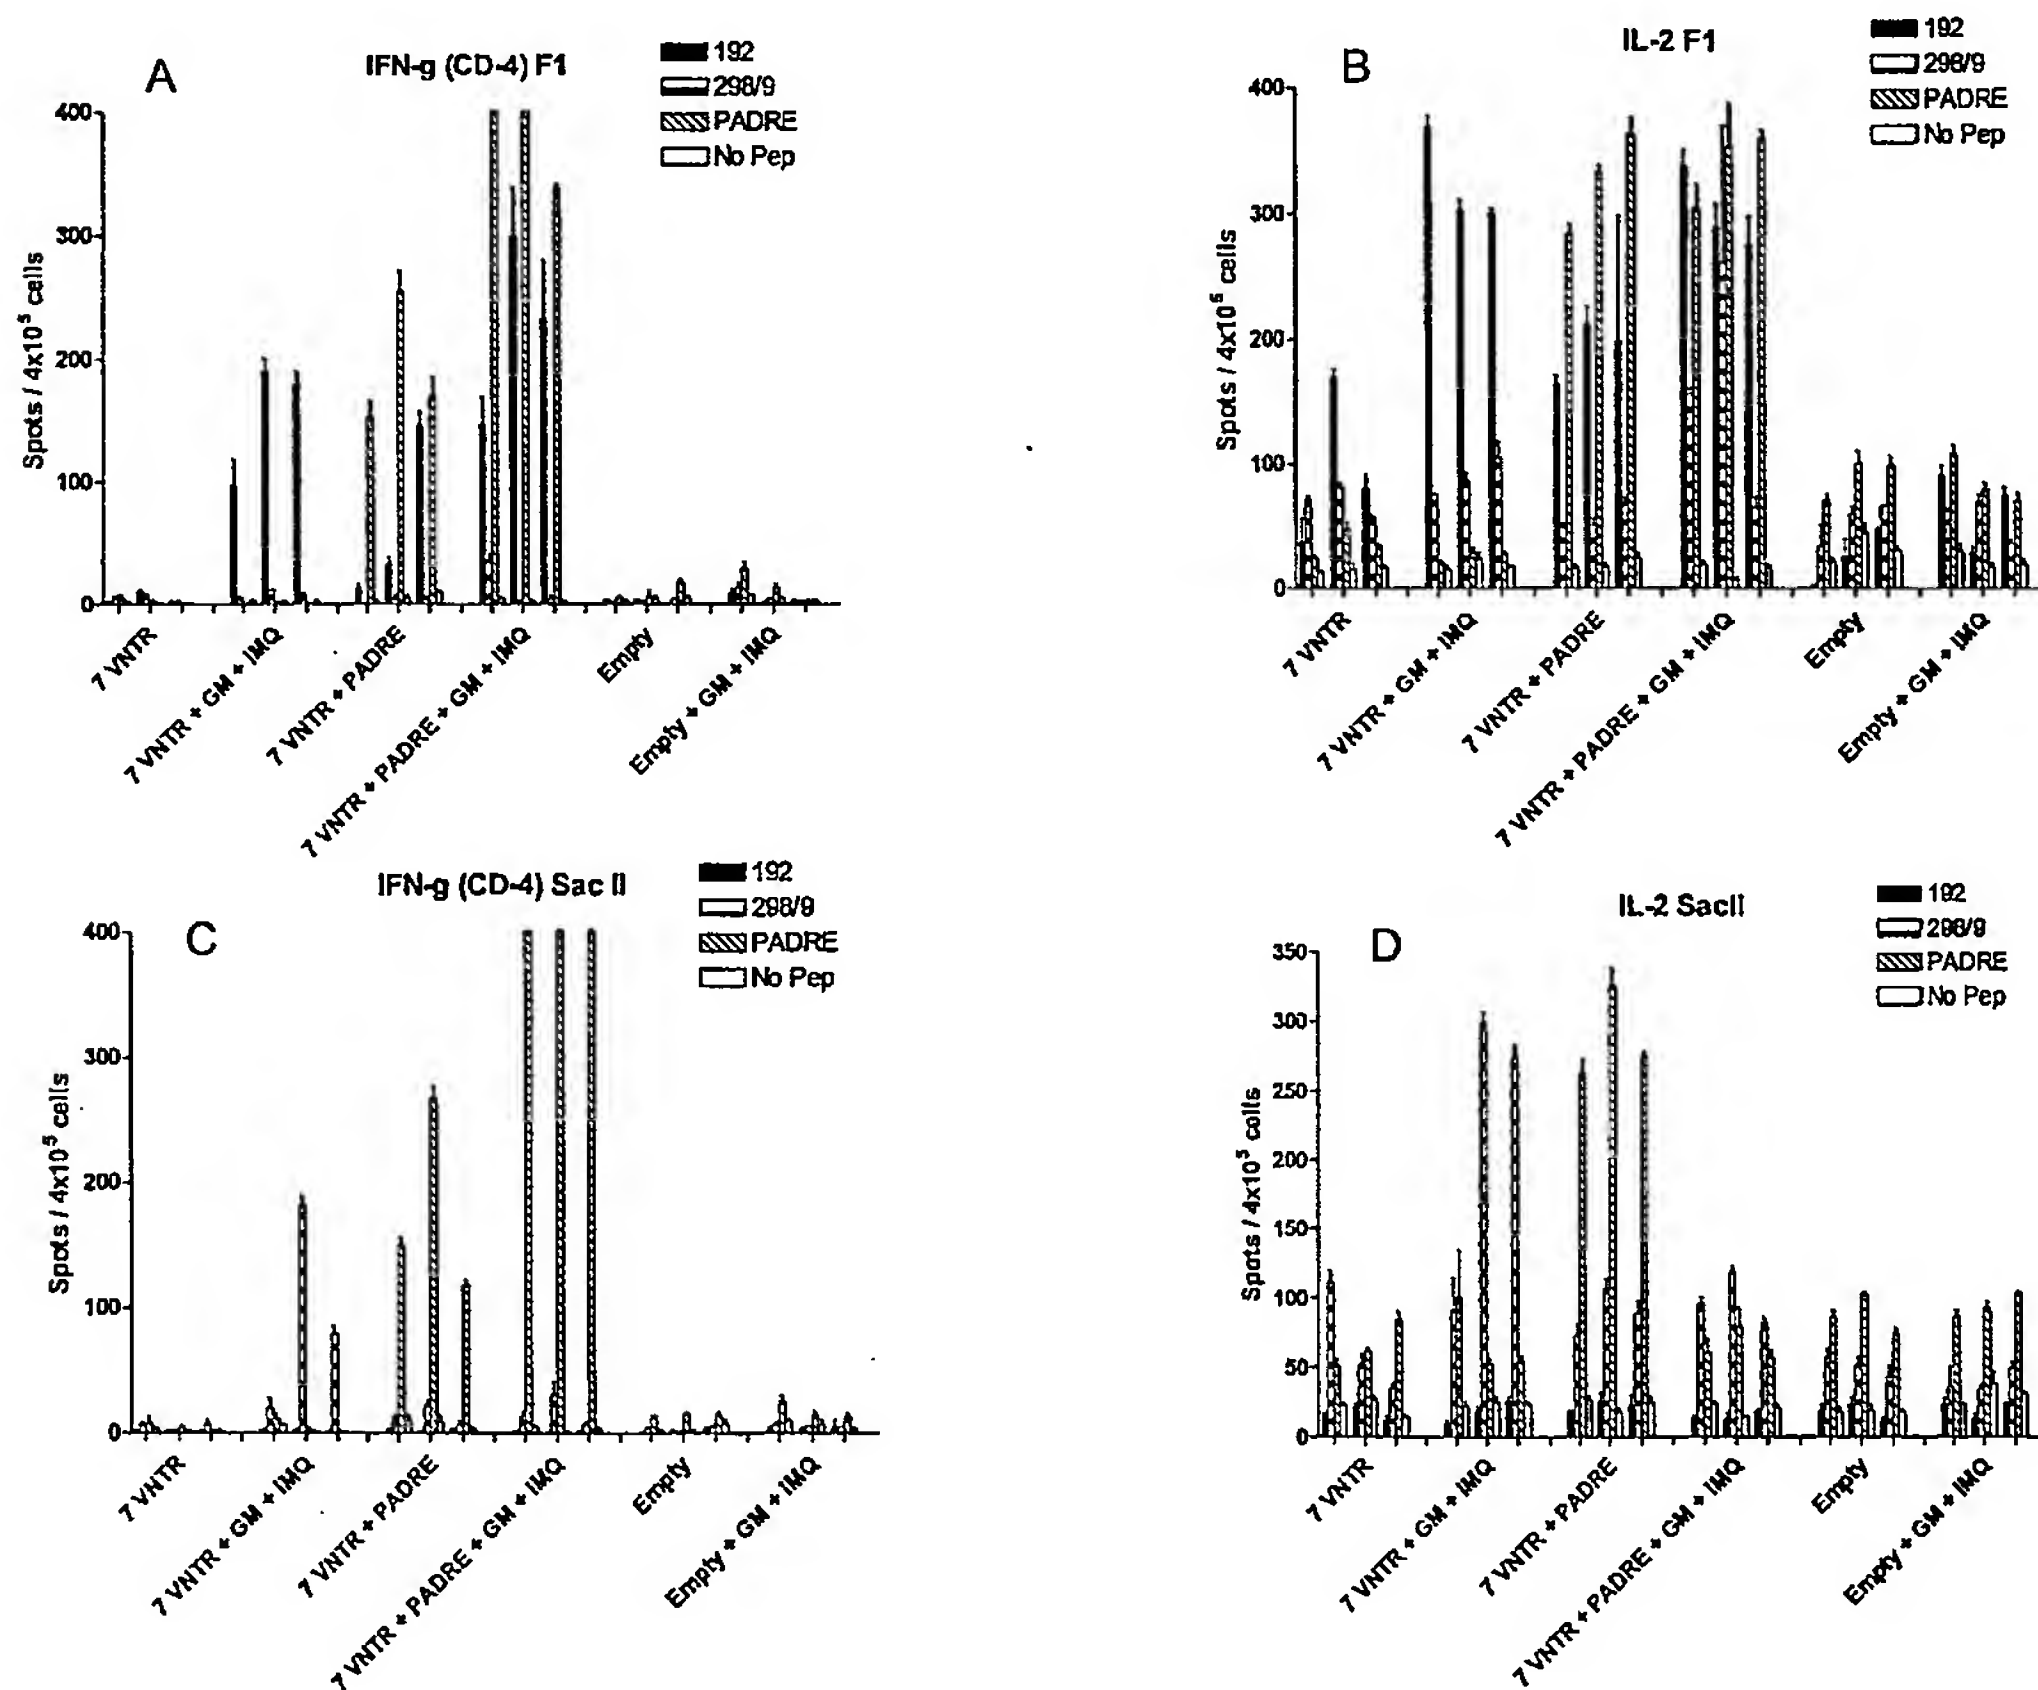 A
IFN-g (CD-4) F1
192
298/9
PADRE
No Pep
400
300
200
100
0
Spots / 4x10⁵ cells
7 VNTR
7 VNTR + GM + IMQ
7 VNTR + PADRE
7 VNTR + PADRE + GM + IMQ
Empty
Empty + GM + IMQ
B
IL-2 F1
192
298/9
PADRE
No Pep
400
300
200
100
0
Spots / 4x10⁵ cells
7 VNTR
7 VNTR + GM + IMQ
7 VNTR + PADRE
7 VNTR + PADRE + GM + IMQ
Empty
Empty + GM + IMQ
C
IFN-g (CD-4) Sac II
192
298/9
PADRE
No Pep
400
300
200
100
0
Spots / 4x10⁵ cells
7 VNTR
7 VNTR + GM + IMQ
7 VNTR + PADRE
7 VNTR + PADRE + GM + IMQ
Empty
Empty + GM + IMQ
D
IL-2 SacII
192
298/9
PADRE
No Pep
350
300
250
200
150
100
50
0
Spots / 4x10⁵ cells
7 VNTR
7 VNTR + GM + IMQ
7 VNTR + PADRE
7 VNTR + PADRE + GM + IMQ
Empty
Empty + GM + IMQ